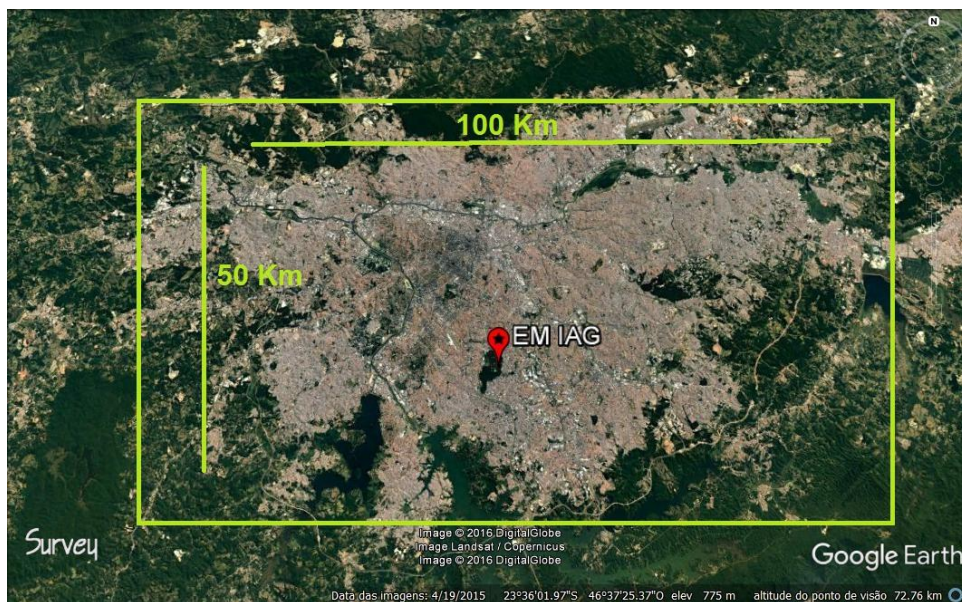 N
100 Km
50 Km
EM IAG
Image © 2016 DigitalGlobe
Image Landsat / Copernicus
Image © 2016 DigitalGlobe
Survey
Google Earth
Data das imagens: 4/19/2015 23°36'01.97"S 46°37'25.37"O elev 775 m altitude do ponto de visão 72.76 km